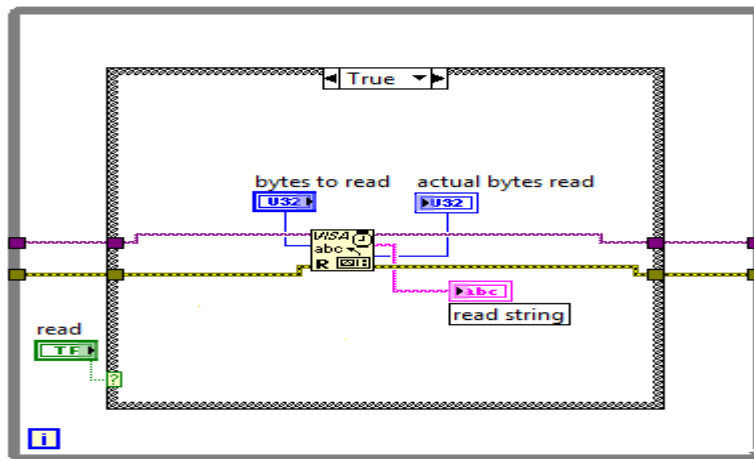 True
bytes to read
actual bytes read
U32
U32
VISA
abc
R
abc
read string
read
TF
?
i